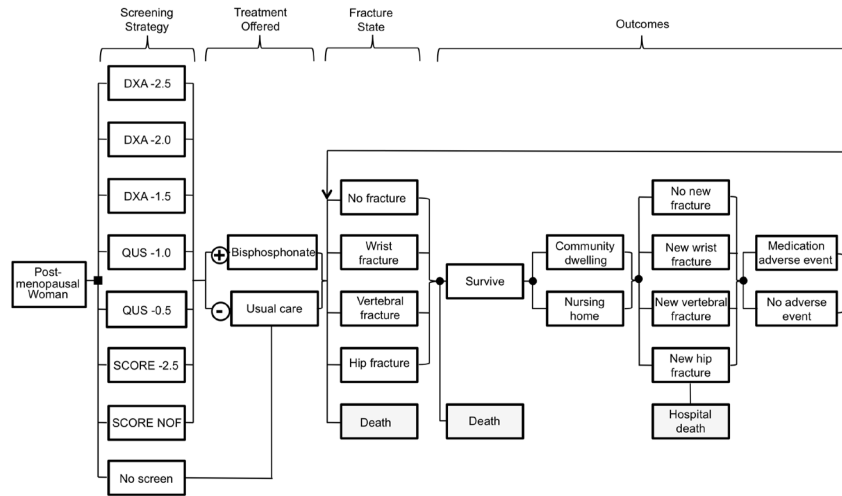 Screening
Strategy
Treatment
Offered
Fracture
State
Outcomes
Post-
menopausal
Woman
DXA -2.5
DXA -2.0
DXA -1.5
QUS -1.0
QUS -0.5
SCORE -2.5
SCORE NOF
No screen
+
Bisphosphonate
-
Usual care
No fracture
Wrist
fracture
Vertebral
fracture
Hip fracture
Death
Survive
Death
Community
dwelling
Nursing
home
No new
fracture
New wrist
fracture
New vertebral
fracture
New hip
fracture
Hospital
death
Medication
adverse event
No adverse
event